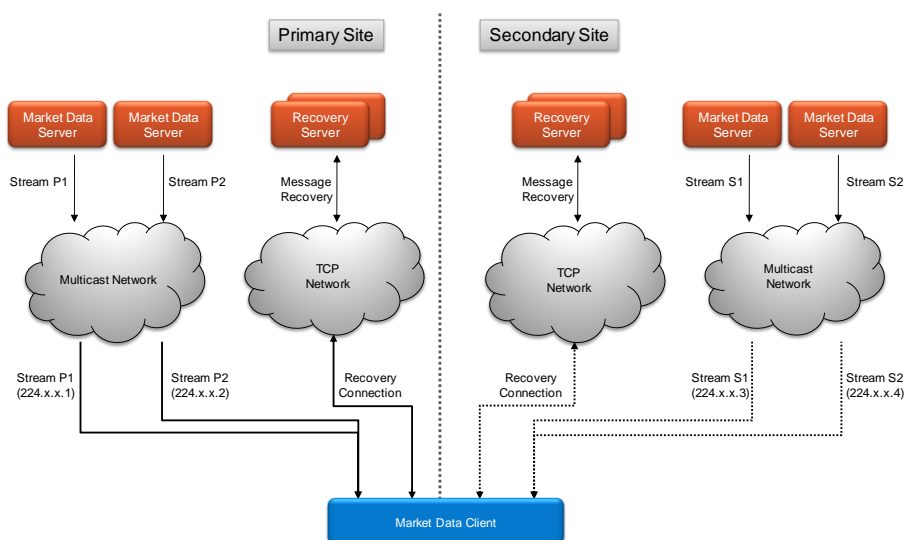 Primary Site
Secondary Site
Market Data
Server
Market Data
Server
Recovery
Server
Recovery
Server
Market Data
Server
Market Data
Server
Stream P1
Stream P2
Message
Recovery
Message
Recovery
Stream S1
Stream S2
Multicast Network
TCP
Network
TCP
Network
Multicast
Network
Stream P1
(224.x.x.1)
Stream P2
(224.x.x.2)
Recovery
Connection
Recovery
Connection
Stream S1
(224.x.x.3)
Stream S2
(224.x.x.4)
Market Data Client